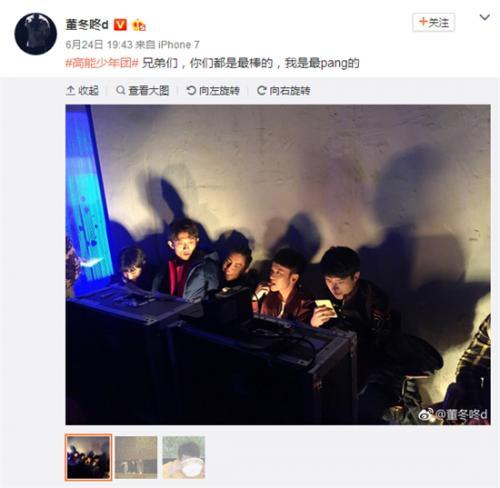 董冬咚d
+关注
6月24日 19:43 来自 iPhone 7
#高能少年团# 兄弟们，你们都是最棒的，我是最pang的
收起 查看大图 向左旋转 向右旋转
@董冬咚d